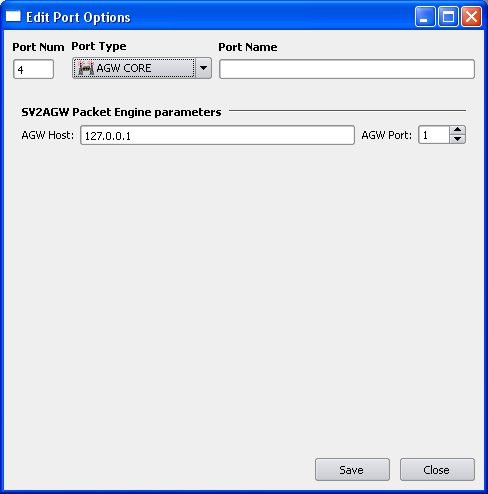 Edit Port Options
Port Num Port Type Port Name
4 AGW CORE
SV2AGW Packet Engine parameters
AGW Host: 127.0.0.1 AGW Port: 1
Save Close